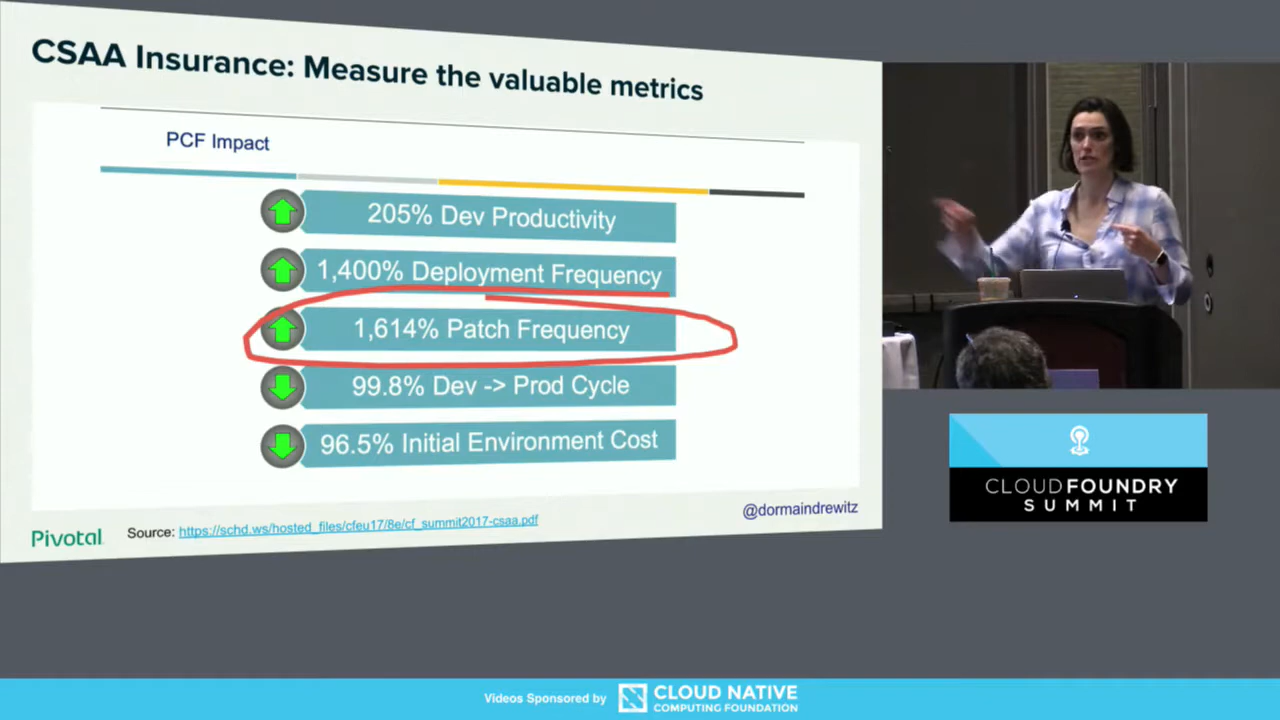 CSAA Insurance: Measure the valuable metrics
PCF Impact
205% Dev Productivity
1,400% Deployment Frequency
1,614% Patch Frequency
99.8% Dev -> Prod Cycle
96.5% Initial Environment Cost
@dormaindrewitz
Pivotal
Source: https://schd.ws/hosted_files/cfeu17/8e/cf_summit2017-csaa.pdf
CLOUDFOUNDRY
SUMMIT
Videos Sponsored by
CLOUD NATIVE
COMPUTING FOUNDATION